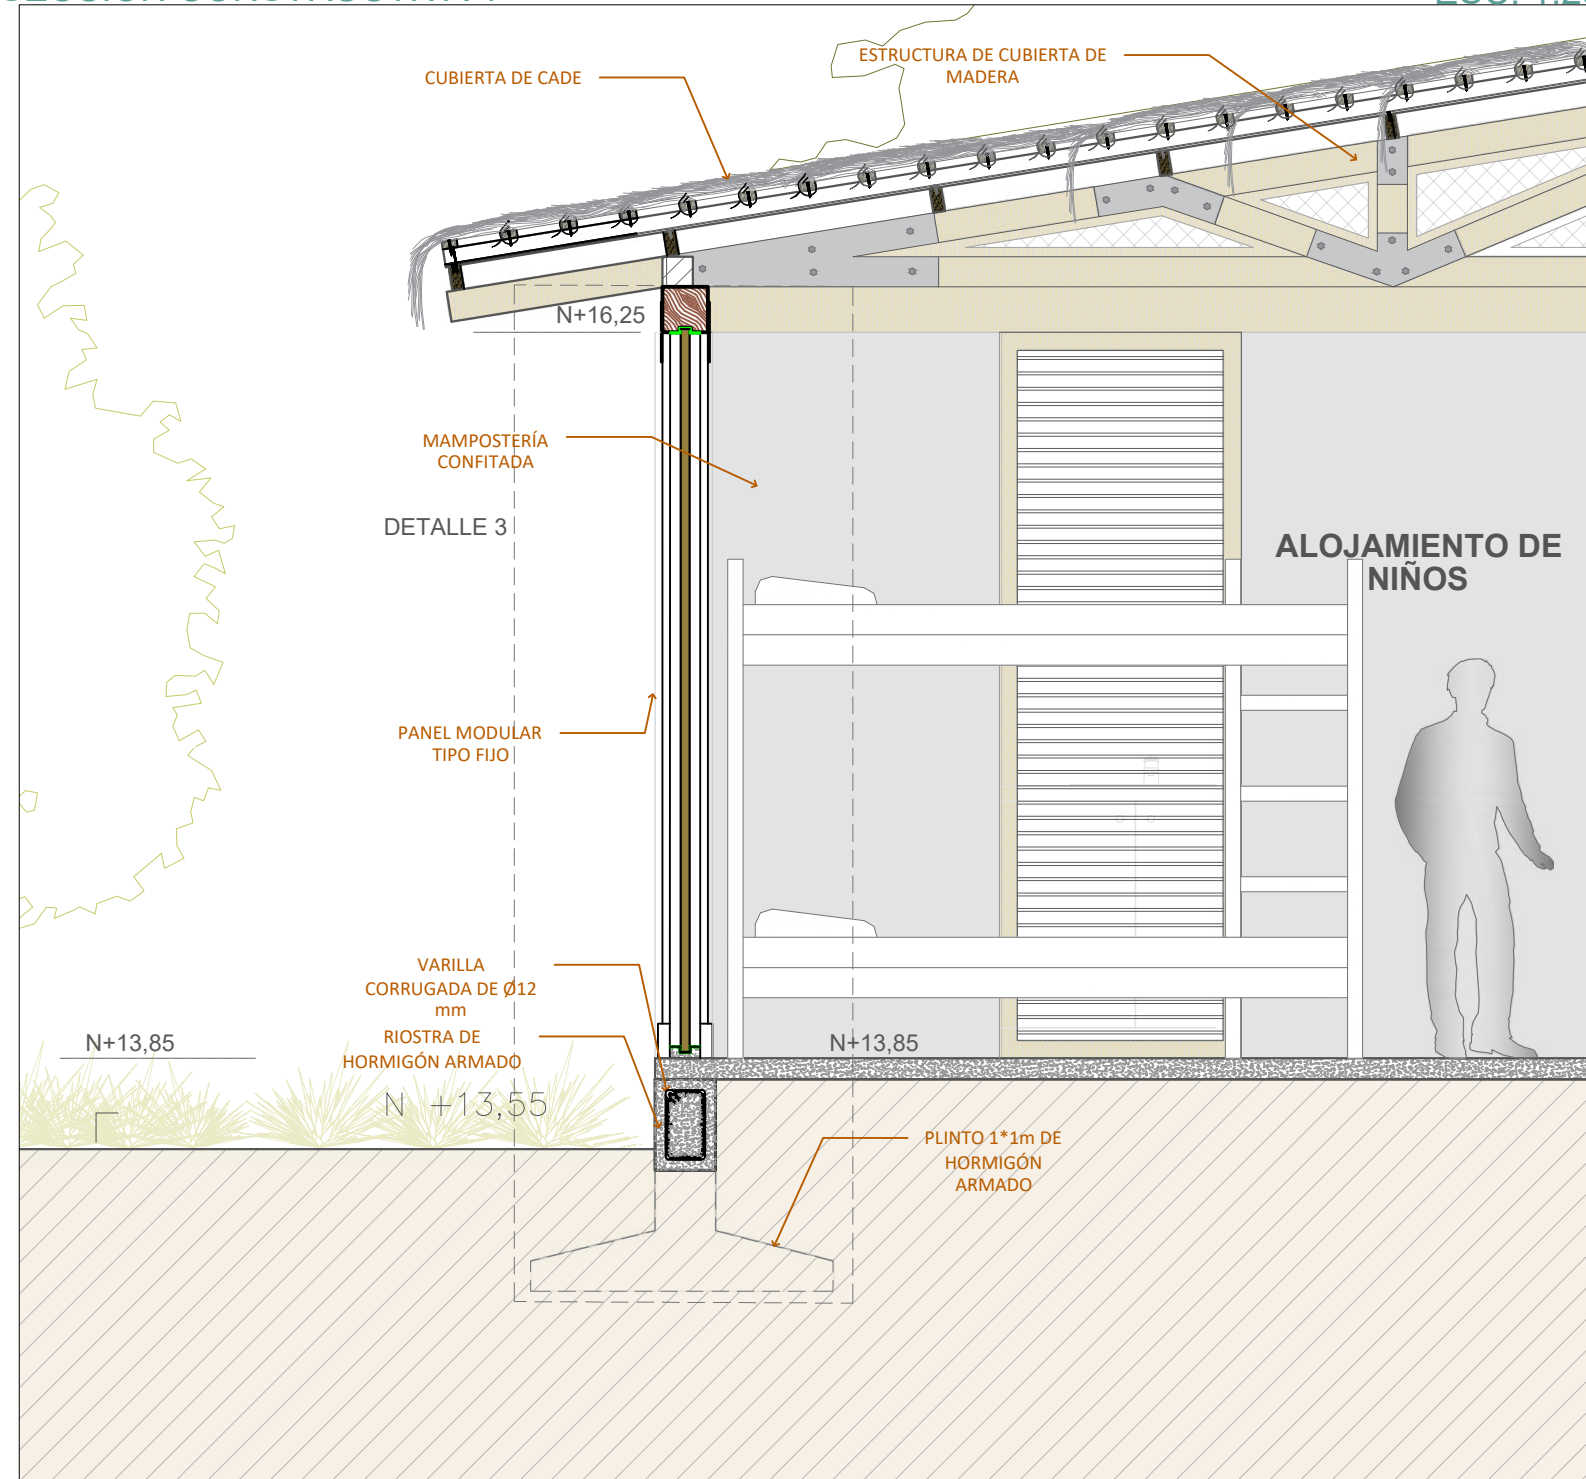 CUBIERTA DE CADE
ESTRUCTURA DE CUBIERTA DE
MADERA
N+16,25
MAMPOSTERÍA
CONFITADA
DETALLE 3
ALOJAMIENTO DE
NIÑOS
PANEL MODULAR
TIPO FIJO
VARILLA
CORRUGADA DE Ø12
mm
RIOSTRA DE
HORMIGÓN ARMADO
N+13,85
N+13,85
N +13,55
PLINTO 1*1m DE
HORMIGÓN
ARMADO